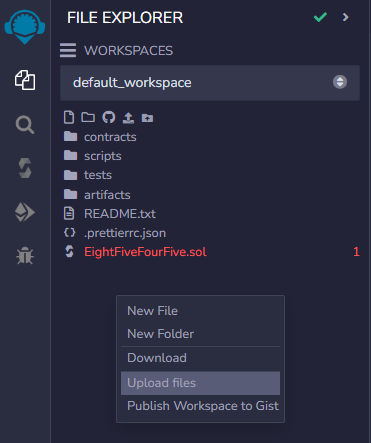 FILE EXPLORER
WORKSPACES
default_workspace
contracts
scripts
tests
artifacts
README.txt
.prettierrc.json
EightFiveFourFive.sol 1
New File
New Folder
Download
Upload files
Publish Workspace to Gist